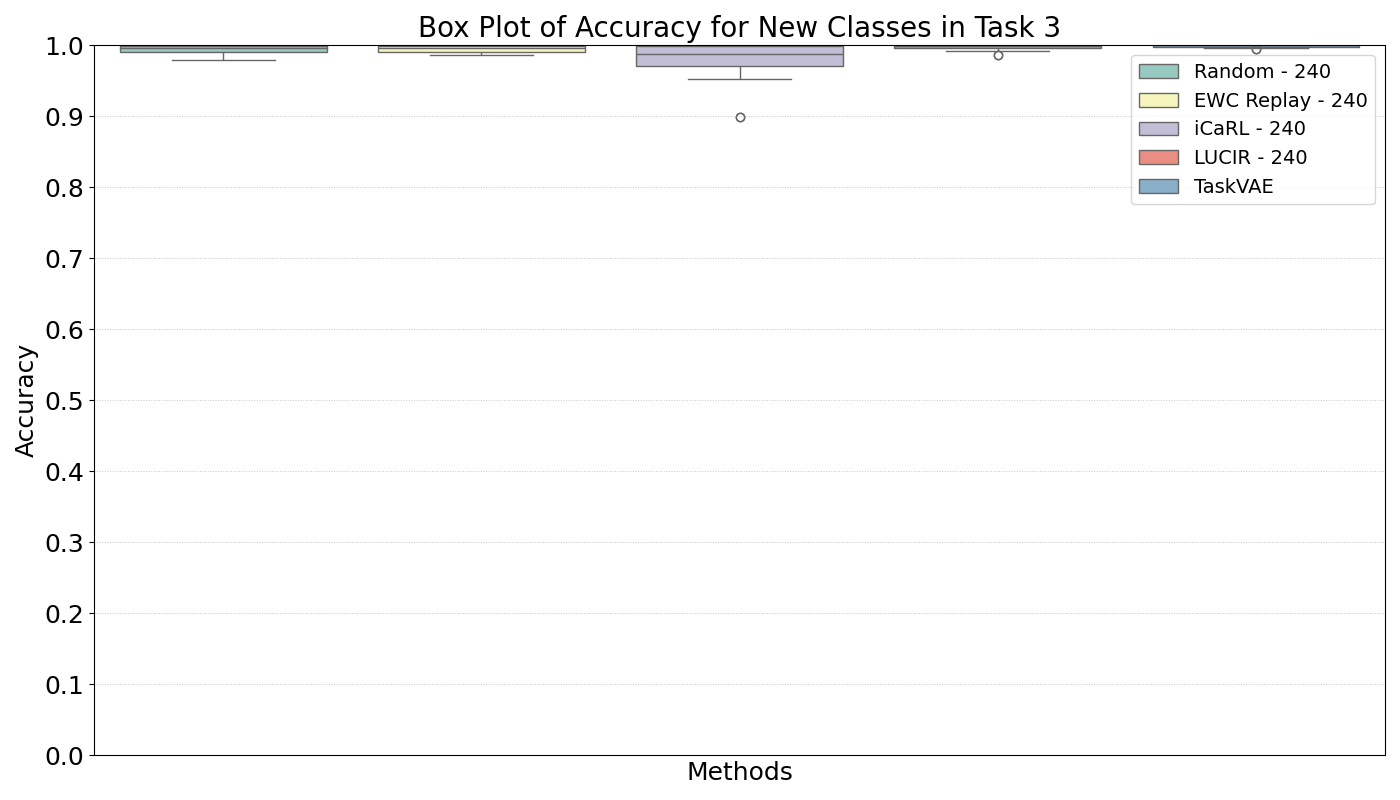 Box Plot of Accuracy for New Classes in Task 3
1.0
0.9
0.8
0.7
0.6
0.5
0.4
0.3
0.2
0.1
0.0
Accuracy
Methods
Random - 240
EWC Replay - 240
iCaRL - 240
LUCIR - 240
TaskVAE